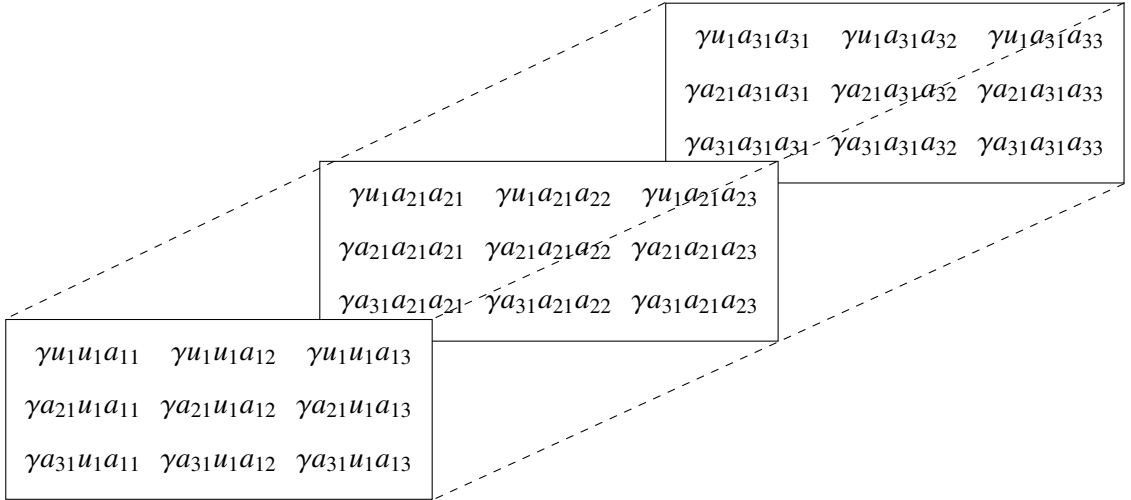 γu₁a₃₁a₃₁ γu₁a₃₁a₃₂ γu₁a₃₁a₃₃
γa₂₁a₃₁a₃₁ γa₂₁a₃₁a₃₂ γa₂₁a₃₁a₃₃
γa₃₁a₃₁a₃₁ γa₃₁a₃₁a₃₂ γa₃₁a₃₁a₃₃
γu₁a₂₁a₂₁ γu₁a₂₁a₂₂ γu₁a₂₁a₂₃
γa₂₁a₂₁a₂₁ γa₂₁a₂₁a₂₂ γa₂₁a₂₁a₂₃
γa₃₁a₂₁a₂₁ γa₃₁a₂₁a₂₂ γa₃₁a₂₁a₂₃
γu₁u₁a₁₁ γu₁u₁a₁₂ γu₁u₁a₁₃
γa₂₁u₁a₁₁ γa₂₁u₁a₁₂ γa₂₁u₁a₁₃
γa₃₁u₁a₁₁ γa₃₁u₁a₁₂ γa₃₁u₁a₁₃